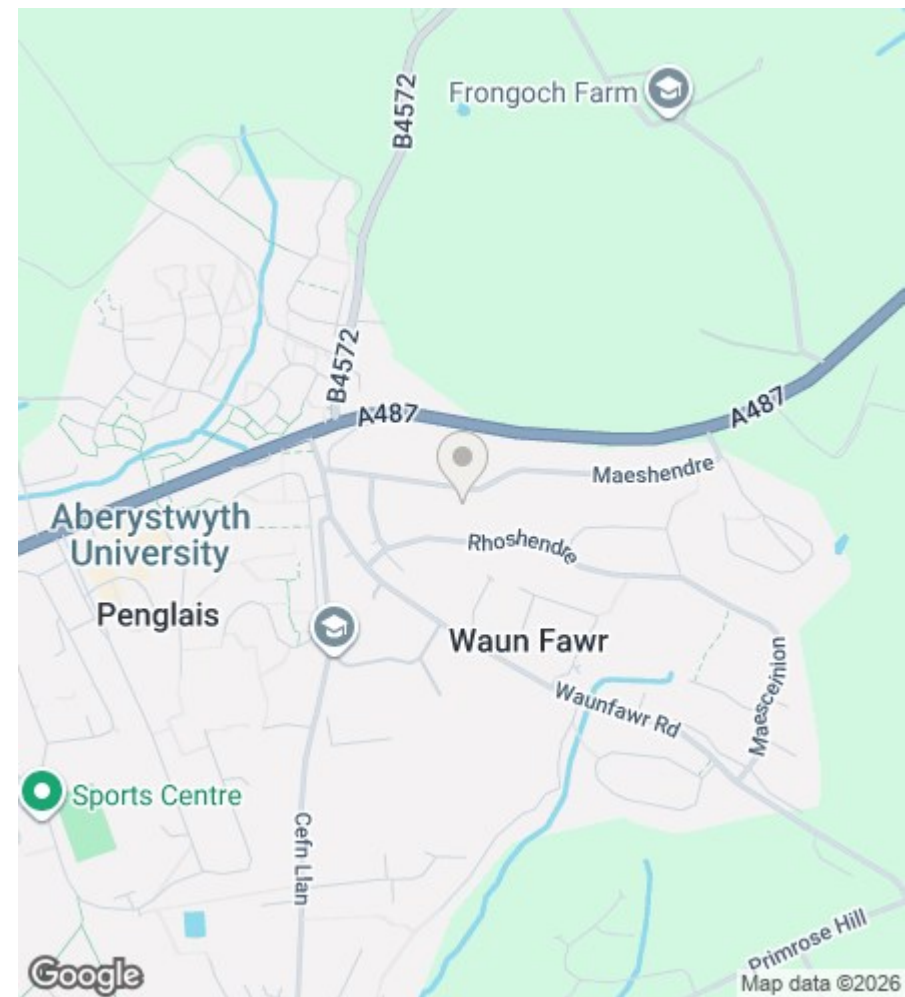 B4572
Frongoch Farm
B4572
A487
A487
Maeshendre
Aberystwyth
University
Rhoshendre
Penglais
Waun Fawr
Waunfawr Rd
Maesceinion
Sports Centre
Cefn Llan
Primrose Hill
Google
Map data ©2026